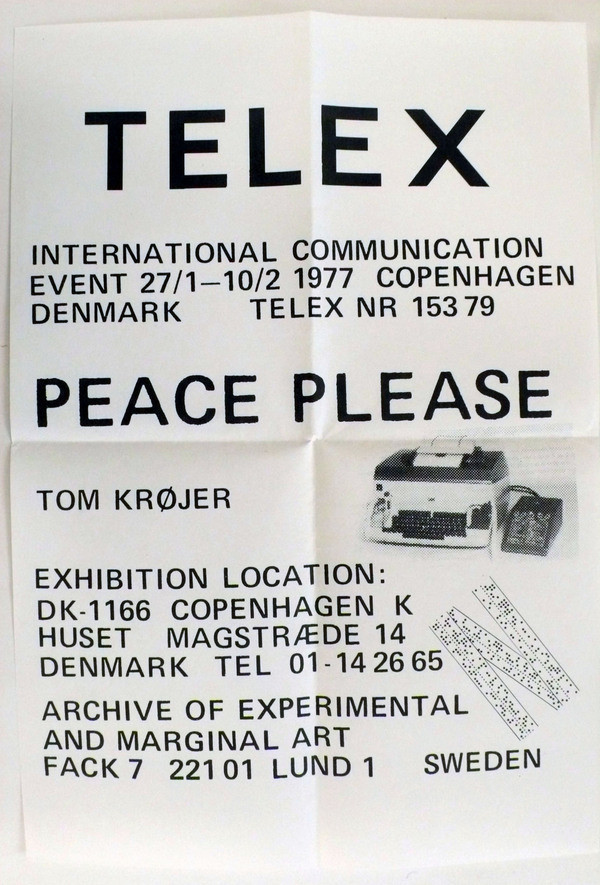 TELEX
INTERNATIONAL COMMUNICATION
EVENT 27/1—10/2 1977 COPENHAGEN
DENMARK TELEX NR 153 79
PEACE PLEASE
TOM KRØJER
EXHIBITION LOCATION:
DK-1166 COPENHAGEN K
HUSET MAGSTRÆDE 14
DENMARK TEL 01-14 26 65
ARCHIVE OF EXPERIMENTAL
AND MARGINAL ART
FACK 7 221 01 LUND 1 SWEDEN